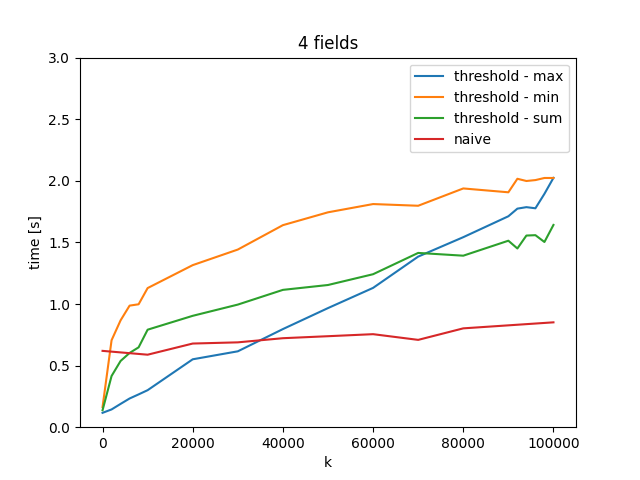 4 fields
3.0
2.5
2.0
1.5
1.0
0.5
0.0
time [s]
threshold - max
threshold - min
threshold - sum
naive
0 20000 40000 60000 80000 100000
k